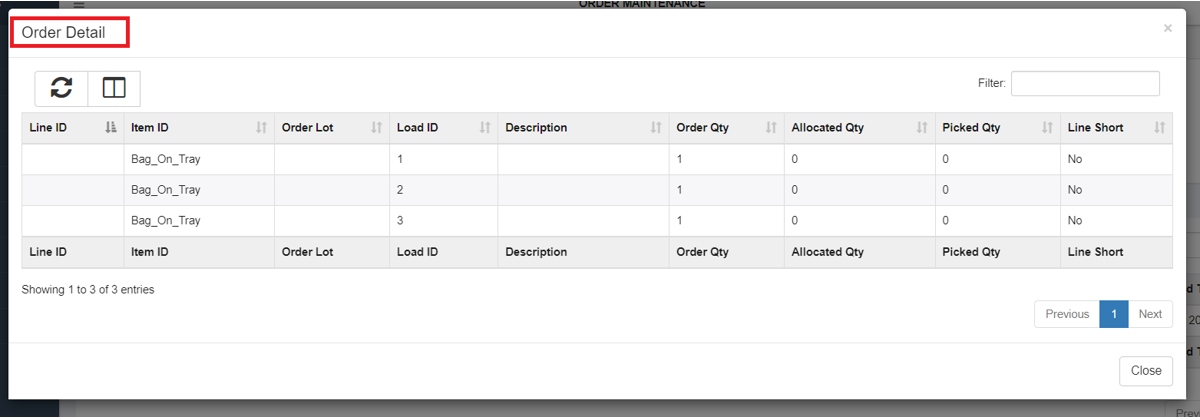 ORDER MAINTENANCE
Order Detail ×
Filter:
Line ID Item ID Order Lot Load ID Description Order Qty Allocated Qty Picked Qty Line Short
Bag_On_Tray 1 1 0 0 No
Bag_On_Tray 2 1 0 0 No
Bag_On_Tray 3 1 0 0 No
Line ID Item ID Order Lot Load ID Description Order Qty Allocated Qty Picked Qty Line Short
Showing 1 to 3 of 3 entries
Previous 1 Next
Close